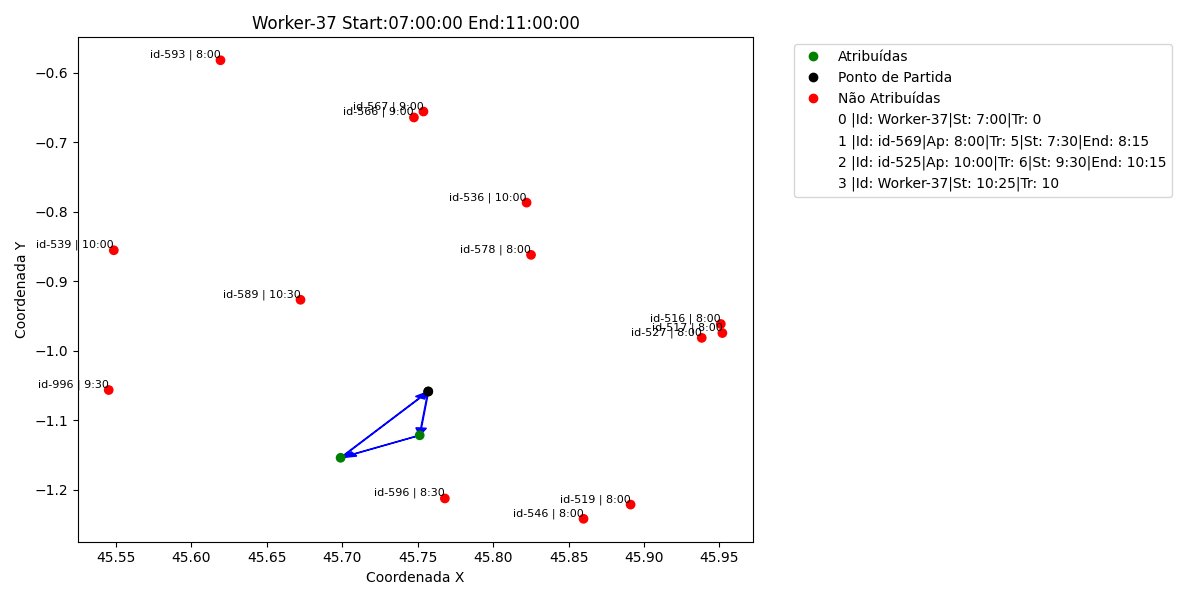 Worker-37 Start:07:00:00 End:11:00:00
Coordenada Y
−0.6
−0.7
−0.8
−0.9
−1.0
−1.1
−1.2
id-593 | 8:00
id-567 | 9:00
id-566 | 9:00
id-536 | 10:00
id-539 | 10:00
id-578 | 8:00
id-589 | 10:30
id-516 | 8:00
id-517 | 8:00
id-527 | 8:00
id-996 | 9:30
id-596 | 8:30
id-519 | 8:00
id-546 | 8:00
45.55 45.60 45.65 45.70 45.75 45.80 45.85 45.90 45.95
Coordenada X
Atribuídas
Ponto de Partida
Não Atribuídas
0 |Id: Worker-37|St: 7:00|Tr: 0
1 |Id: id-569|Ap: 8:00|Tr: 5|St: 7:30|End: 8:15
2 |Id: id-525|Ap: 10:00|Tr: 6|St: 9:30|End: 10:15
3 |Id: Worker-37|St: 10:25|Tr: 10